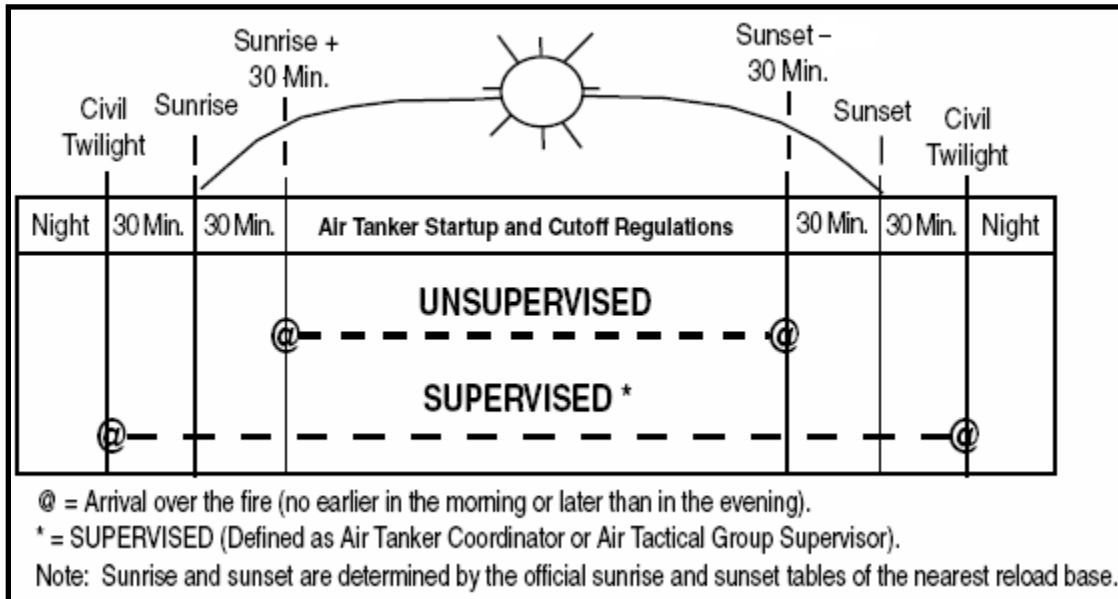 Sunrise +
30 Min.
Sunset –
30 Min.
Civil
Twilight
Sunrise
Sunset
Civil
Twilight
Night 30 Min. 30 Min. Air Tanker Startup and Cutoff Regulations 30 Min. 30 Min. Night
UNSUPERVISED
@ @
SUPERVISED *
@ @
@ = Arrival over the fire (no earlier in the morning or later than in the evening).
* = SUPERVISED (Defined as Air Tanker Coordinator or Air Tactical Group Supervisor).
Note: Sunrise and sunset are determined by the official sunrise and sunset tables of the nearest reload base.